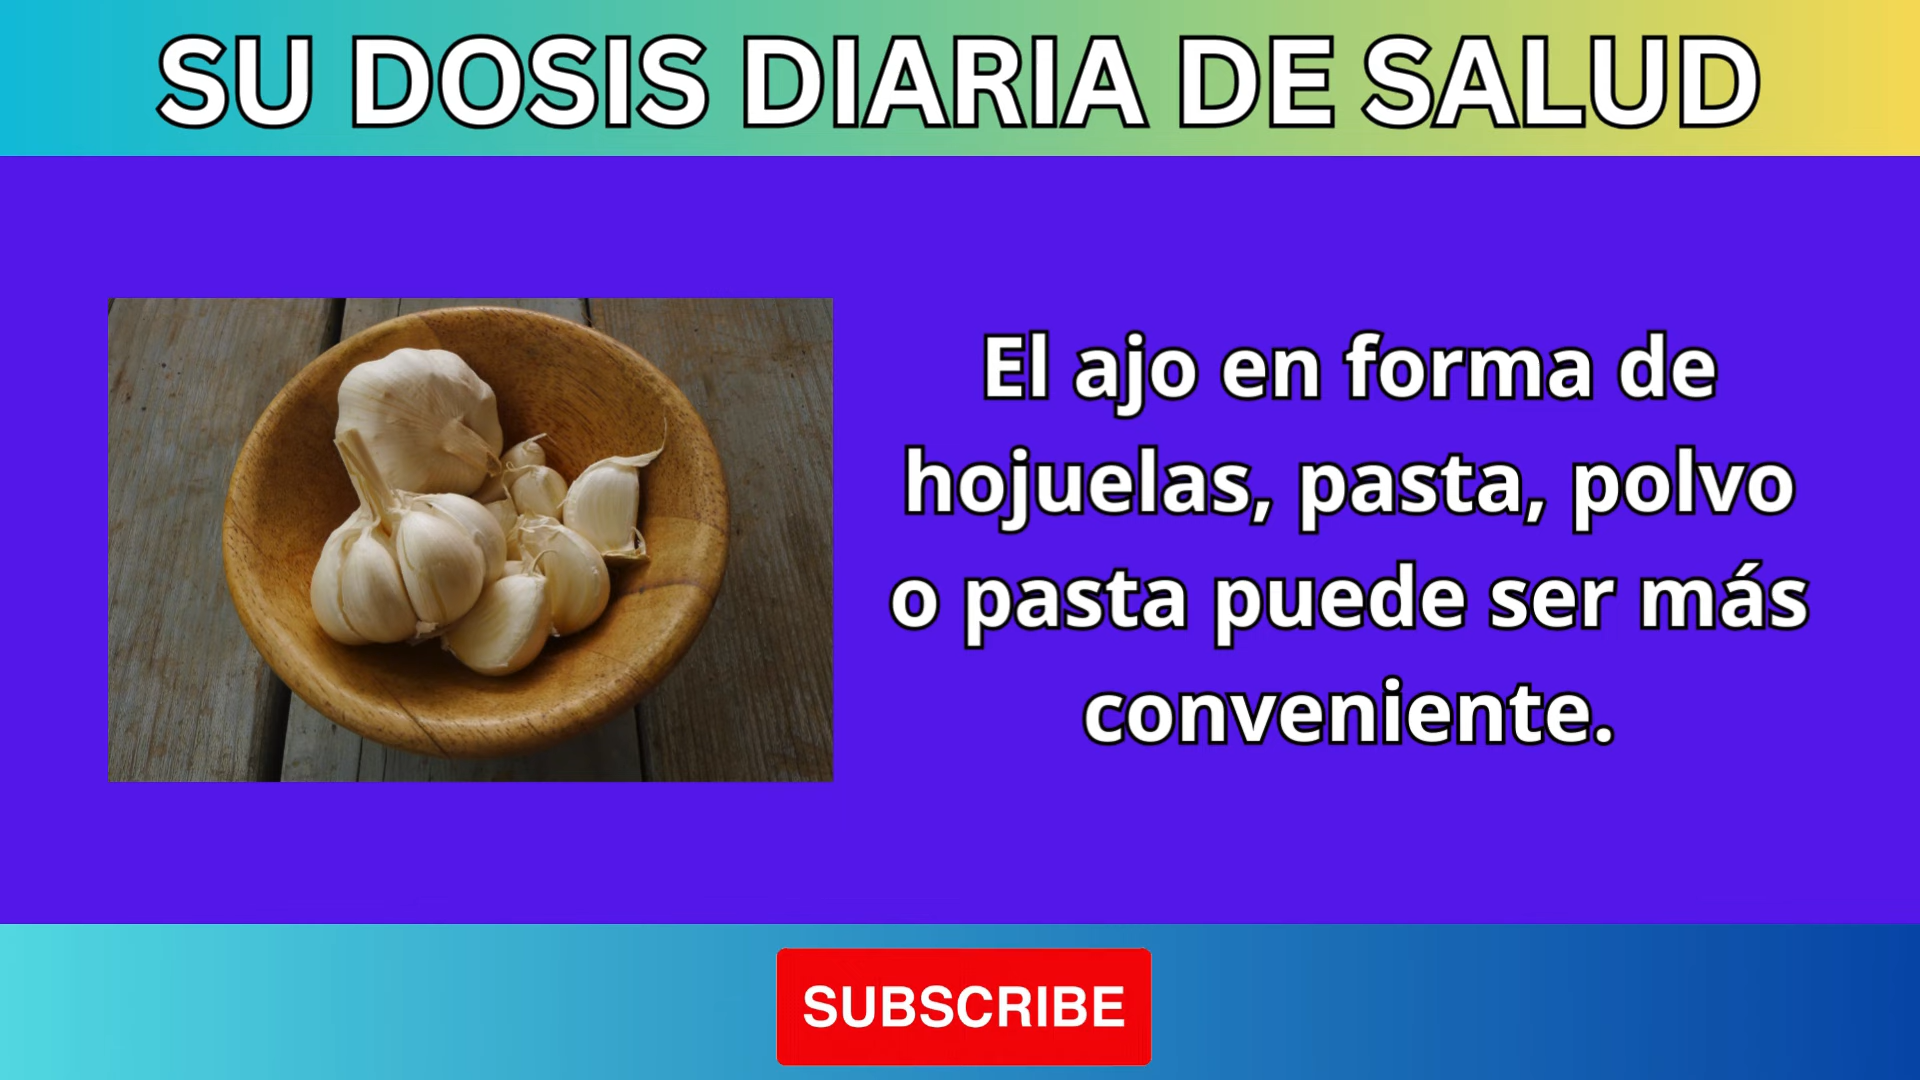 SU DOSIS DIARIA DE SALUD
El ajo en forma de
hojuelas, pasta, polvo
o pasta puede ser más
conveniente.
SUBSCRIBE